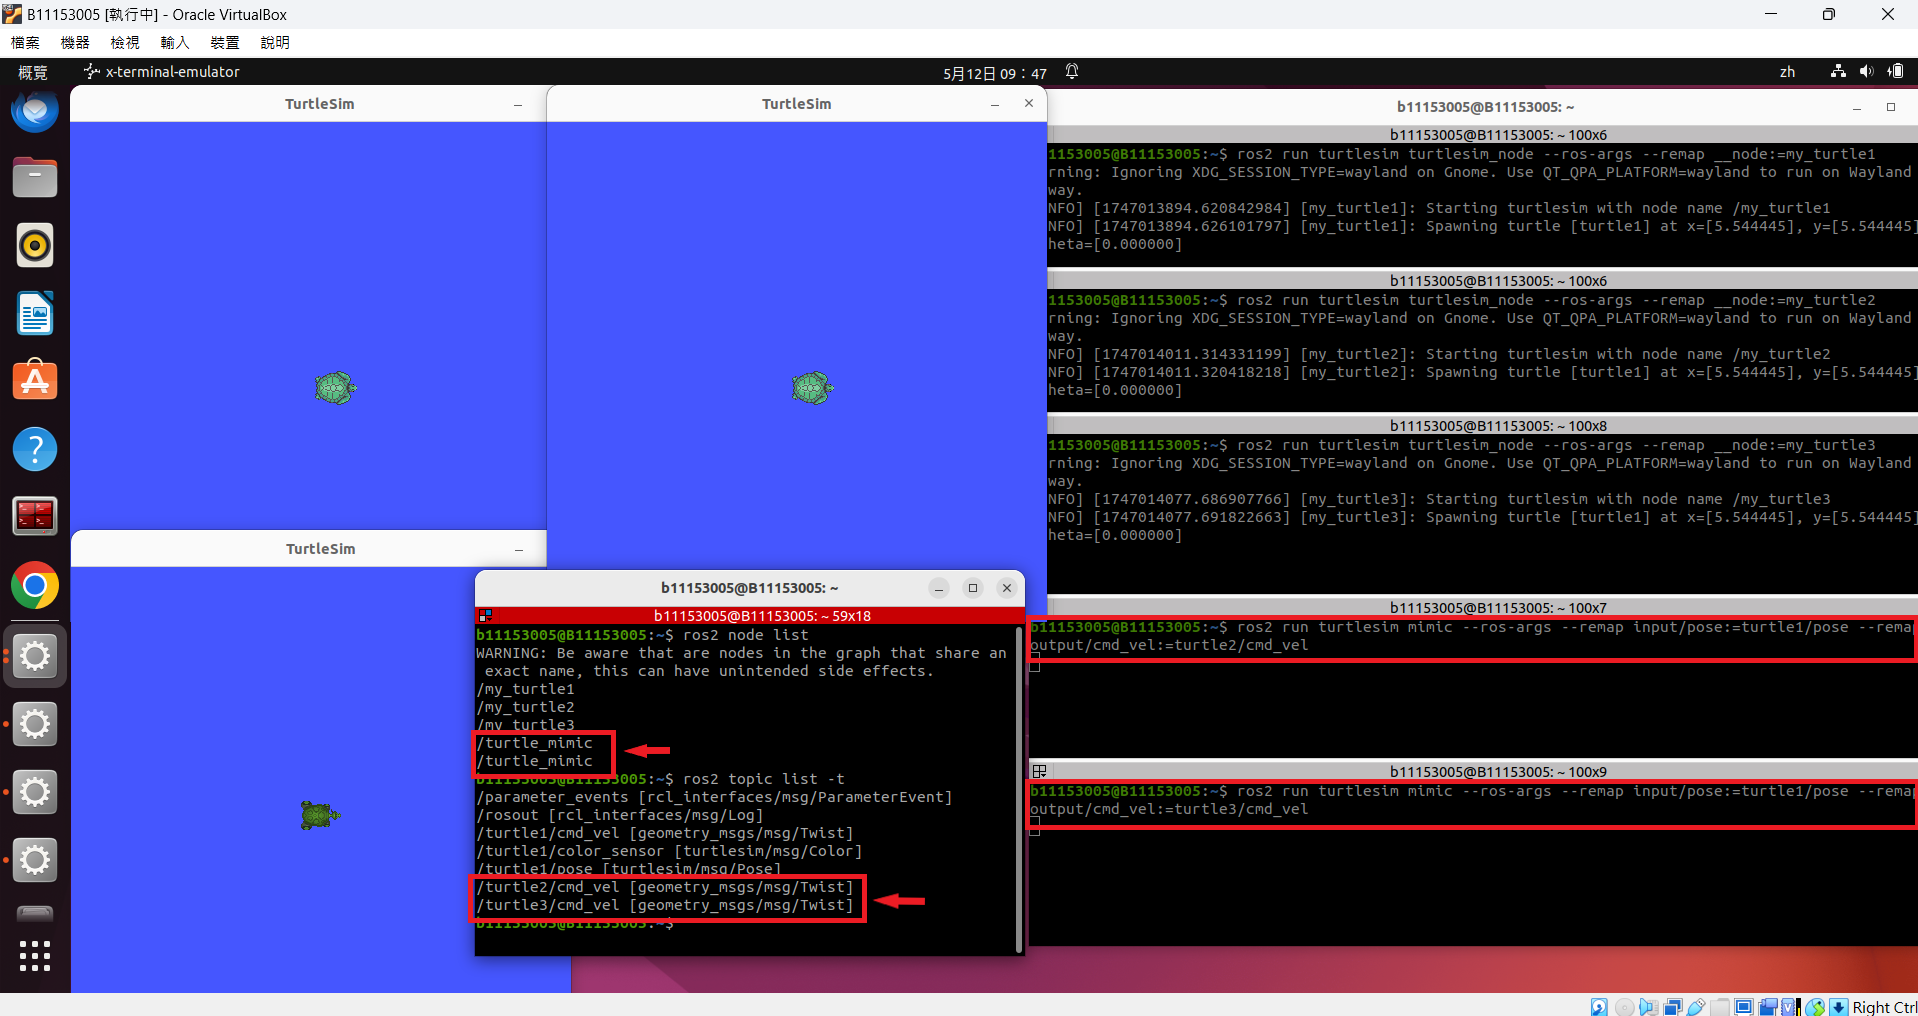 B11153005 [執行中] - Oracle VirtualBox
檔案 機器 檢視 輸入 裝置 說明
概覽 x-terminal-emulator 5月12日 09：47 zh
TurtleSim
TurtleSim
TurtleSim
b11153005@B11153005: ~
b11153005@B11153005: ~ 100x6
1153005@B11153005:~$ ros2 run turtlesim turtlesim_node --ros-args --remap __node:=my_turtle1
rning: Ignoring XDG_SESSION_TYPE=wayland on Gnome. Use QT_QPA_PLATFORM=wayland to run on Wayland
way.
NFO] [1747013894.620842984] [my_turtle1]: Starting turtlesim with node name /my_turtle1
NFO] [1747013894.626101797] [my_turtle1]: Spawning turtle [turtle1] at x=[5.544445], y=[5.544445]
heta=[0.000000]
b11153005@B11153005: ~ 100x6
1153005@B11153005:~$ ros2 run turtlesim turtlesim_node --ros-args --remap __node:=my_turtle2
rning: Ignoring XDG_SESSION_TYPE=wayland on Gnome. Use QT_QPA_PLATFORM=wayland to run on Wayland
way.
NFO] [1747014011.314331199] [my_turtle2]: Starting turtlesim with node name /my_turtle2
NFO] [1747014011.320418218] [my_turtle2]: Spawning turtle [turtle1] at x=[5.544445], y=[5.544445]
heta=[0.000000]
b11153005@B11153005: ~ 100x8
1153005@B11153005:~$ ros2 run turtlesim turtlesim_node --ros-args --remap __node:=my_turtle3
rning: Ignoring XDG_SESSION_TYPE=wayland on Gnome. Use QT_QPA_PLATFORM=wayland to run on Wayland
way.
NFO] [1747014077.686907766] [my_turtle3]: Starting turtlesim with node name /my_turtle3
NFO] [1747014077.691822663] [my_turtle3]: Spawning turtle [turtle1] at x=[5.544445], y=[5.544445]
heta=[0.000000]
b11153005@B11153005: ~ 100x7
b11153005@B11153005:~$ ros2 run turtlesim mimic --ros-args --remap input/pose:=turtle1/pose --remap
output/cmd_vel:=turtle2/cmd_vel
b11153005@B11153005: ~ 100x9
b11153005@B11153005:~$ ros2 run turtlesim mimic --ros-args --remap input/pose:=turtle1/pose --remap
output/cmd_vel:=turtle3/cmd_vel
b11153005@B11153005: ~
b11153005@B11153005: ~ 59x18
b11153005@B11153005:~$ ros2 node list
WARNING: Be aware that are nodes in the graph that share an
exact name, this can have unintended side effects.
/my_turtle1
/my_turtle2
/my_turtle3
/turtle_mimic
/turtle_mimic
b11153005@B11153005:~$ ros2 topic list -t
/parameter_events [rcl_interfaces/msg/ParameterEvent]
/rosout [rcl_interfaces/msg/Log]
/turtle1/cmd_vel [geometry_msgs/msg/Twist]
/turtle1/color_sensor [turtlesim/msg/Color]
/turtle1/pose [turtlesim/msg/Pose]
/turtle2/cmd_vel [geometry_msgs/msg/Twist]
/turtle3/cmd_vel [geometry_msgs/msg/Twist]
b11153005@B11153005:~$
Right Ctrl